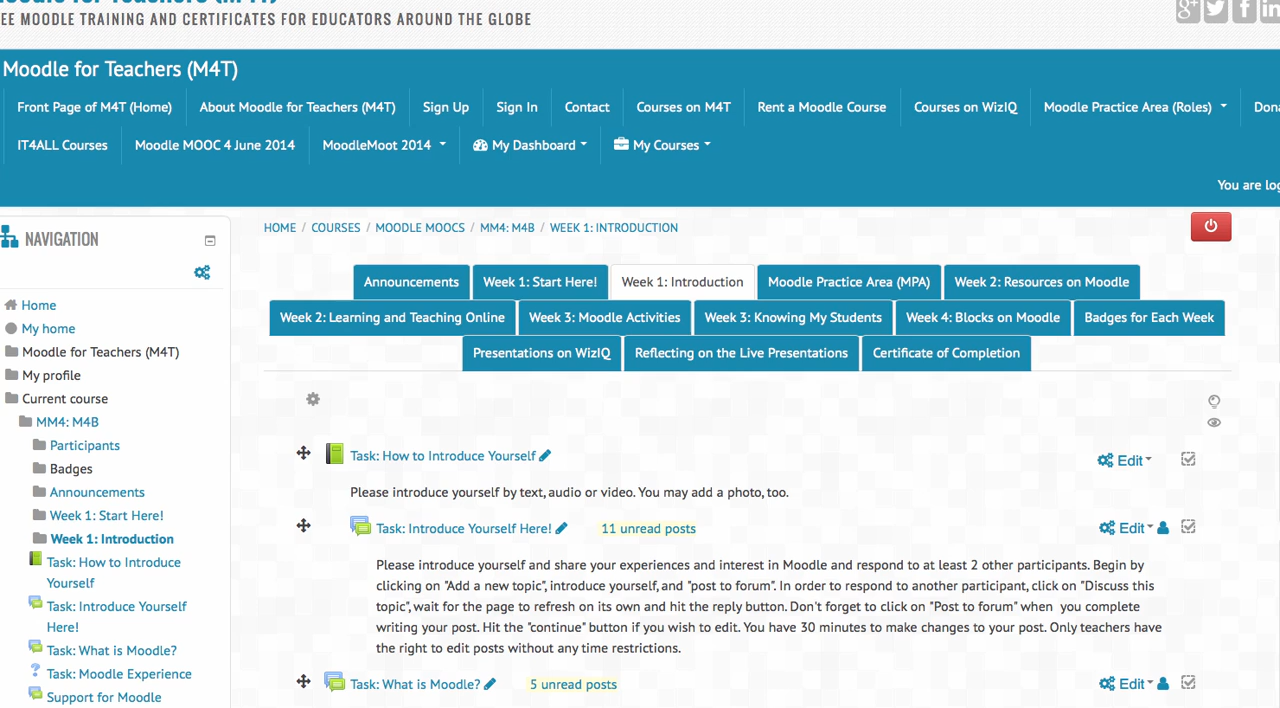 EE MOODLE TRAINING AND CERTIFICATES FOR EDUCATORS AROUND THE GLOBE
Moodle for Teachers (M4T)
Front Page of M4T (Home) About Moodle for Teachers (M4T) Sign Up Sign In Contact Courses on M4T Rent a Moodle Course Courses on WizIQ Moodle Practice Area (Roles) Dona
IT4ALL Courses Moodle MOOC 4 June 2014 MoodleMoot 2014 My Dashboard My Courses
You are log
NAVIGATION
Home
My home
Moodle for Teachers (M4T)
My profile
Current course
MM4: M4B
Participants
Badges
Announcements
Week 1: Start Here!
Week 1: Introduction
Task: How to Introduce
Yourself
Task: Introduce Yourself
Here!
Task: What is Moodle?
Task: Moodle Experience
Support for Moodle
HOME / COURSES / MOODLE MOOCS / MM4: M4B / WEEK 1: INTRODUCTION
Announcements Week 1: Start Here! Week 1: Introduction Moodle Practice Area (MPA) Week 2: Resources on Moodle
Week 2: Learning and Teaching Online Week 3: Moodle Activities Week 3: Knowing My Students Week 4: Blocks on Moodle Badges for Each Week
Presentations on WizIQ Reflecting on the Live Presentations Certificate of Completion
Task: How to Introduce Yourself Edit
Please introduce yourself by text, audio or video. You may add a photo, too.
Task: Introduce Yourself Here! 11 unread posts Edit
Please introduce yourself and share your experiences and interest in Moodle and respond to at least 2 other participants. Begin by
clicking on "Add a new topic", introduce yourself, and "post to forum". In order to respond to another participant, click on "Discuss this
topic", wait for the page to refresh on its own and hit the reply button. Don't forget to click on "Post to forum" when you complete
writing your post. Hit the "continue" button if you wish to edit. You have 30 minutes to make changes to your post. Only teachers have
the right to edit posts without any time restrictions.
Task: What is Moodle? 5 unread posts Edit